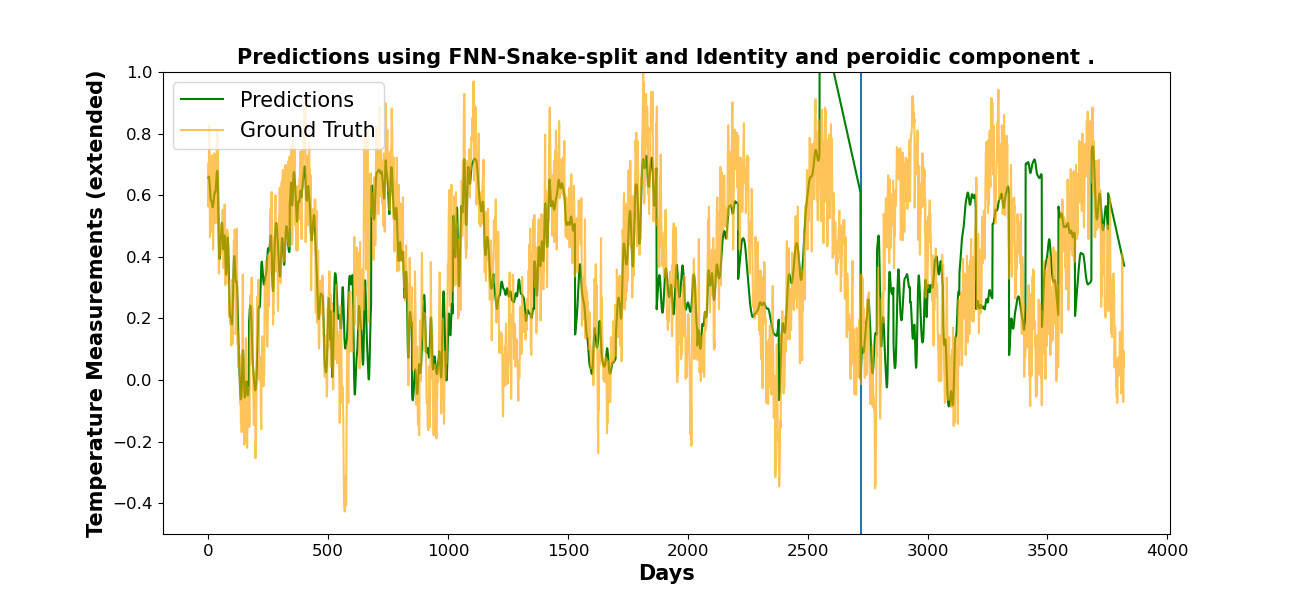 Predictions using FNN-Snake-split and Identity and peroidic component .
Temperature Measurements (extended)
1.0
0.8
0.6
0.4
0.2
0.0
−0.2
−0.4
Predictions
Ground Truth
0 500 1000 1500 2000 2500 3000 3500 4000
Days